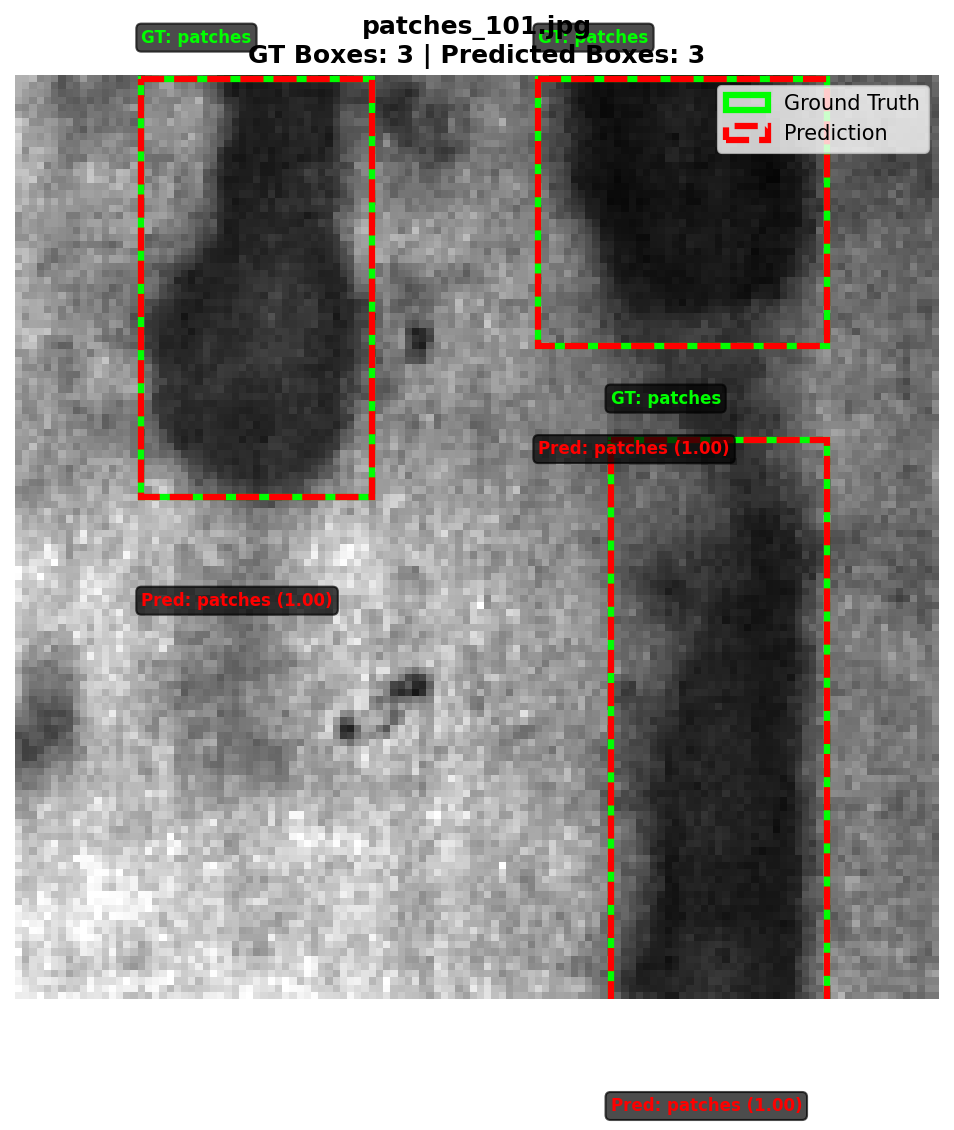 patches_101.jpg
GT Boxes: 3 | Predicted Boxes: 3
GT: patches
GT: patches
Ground Truth
Prediction
GT: patches
Pred: patches (1.00)
Pred: patches (1.00)
Pred: patches (1.00)